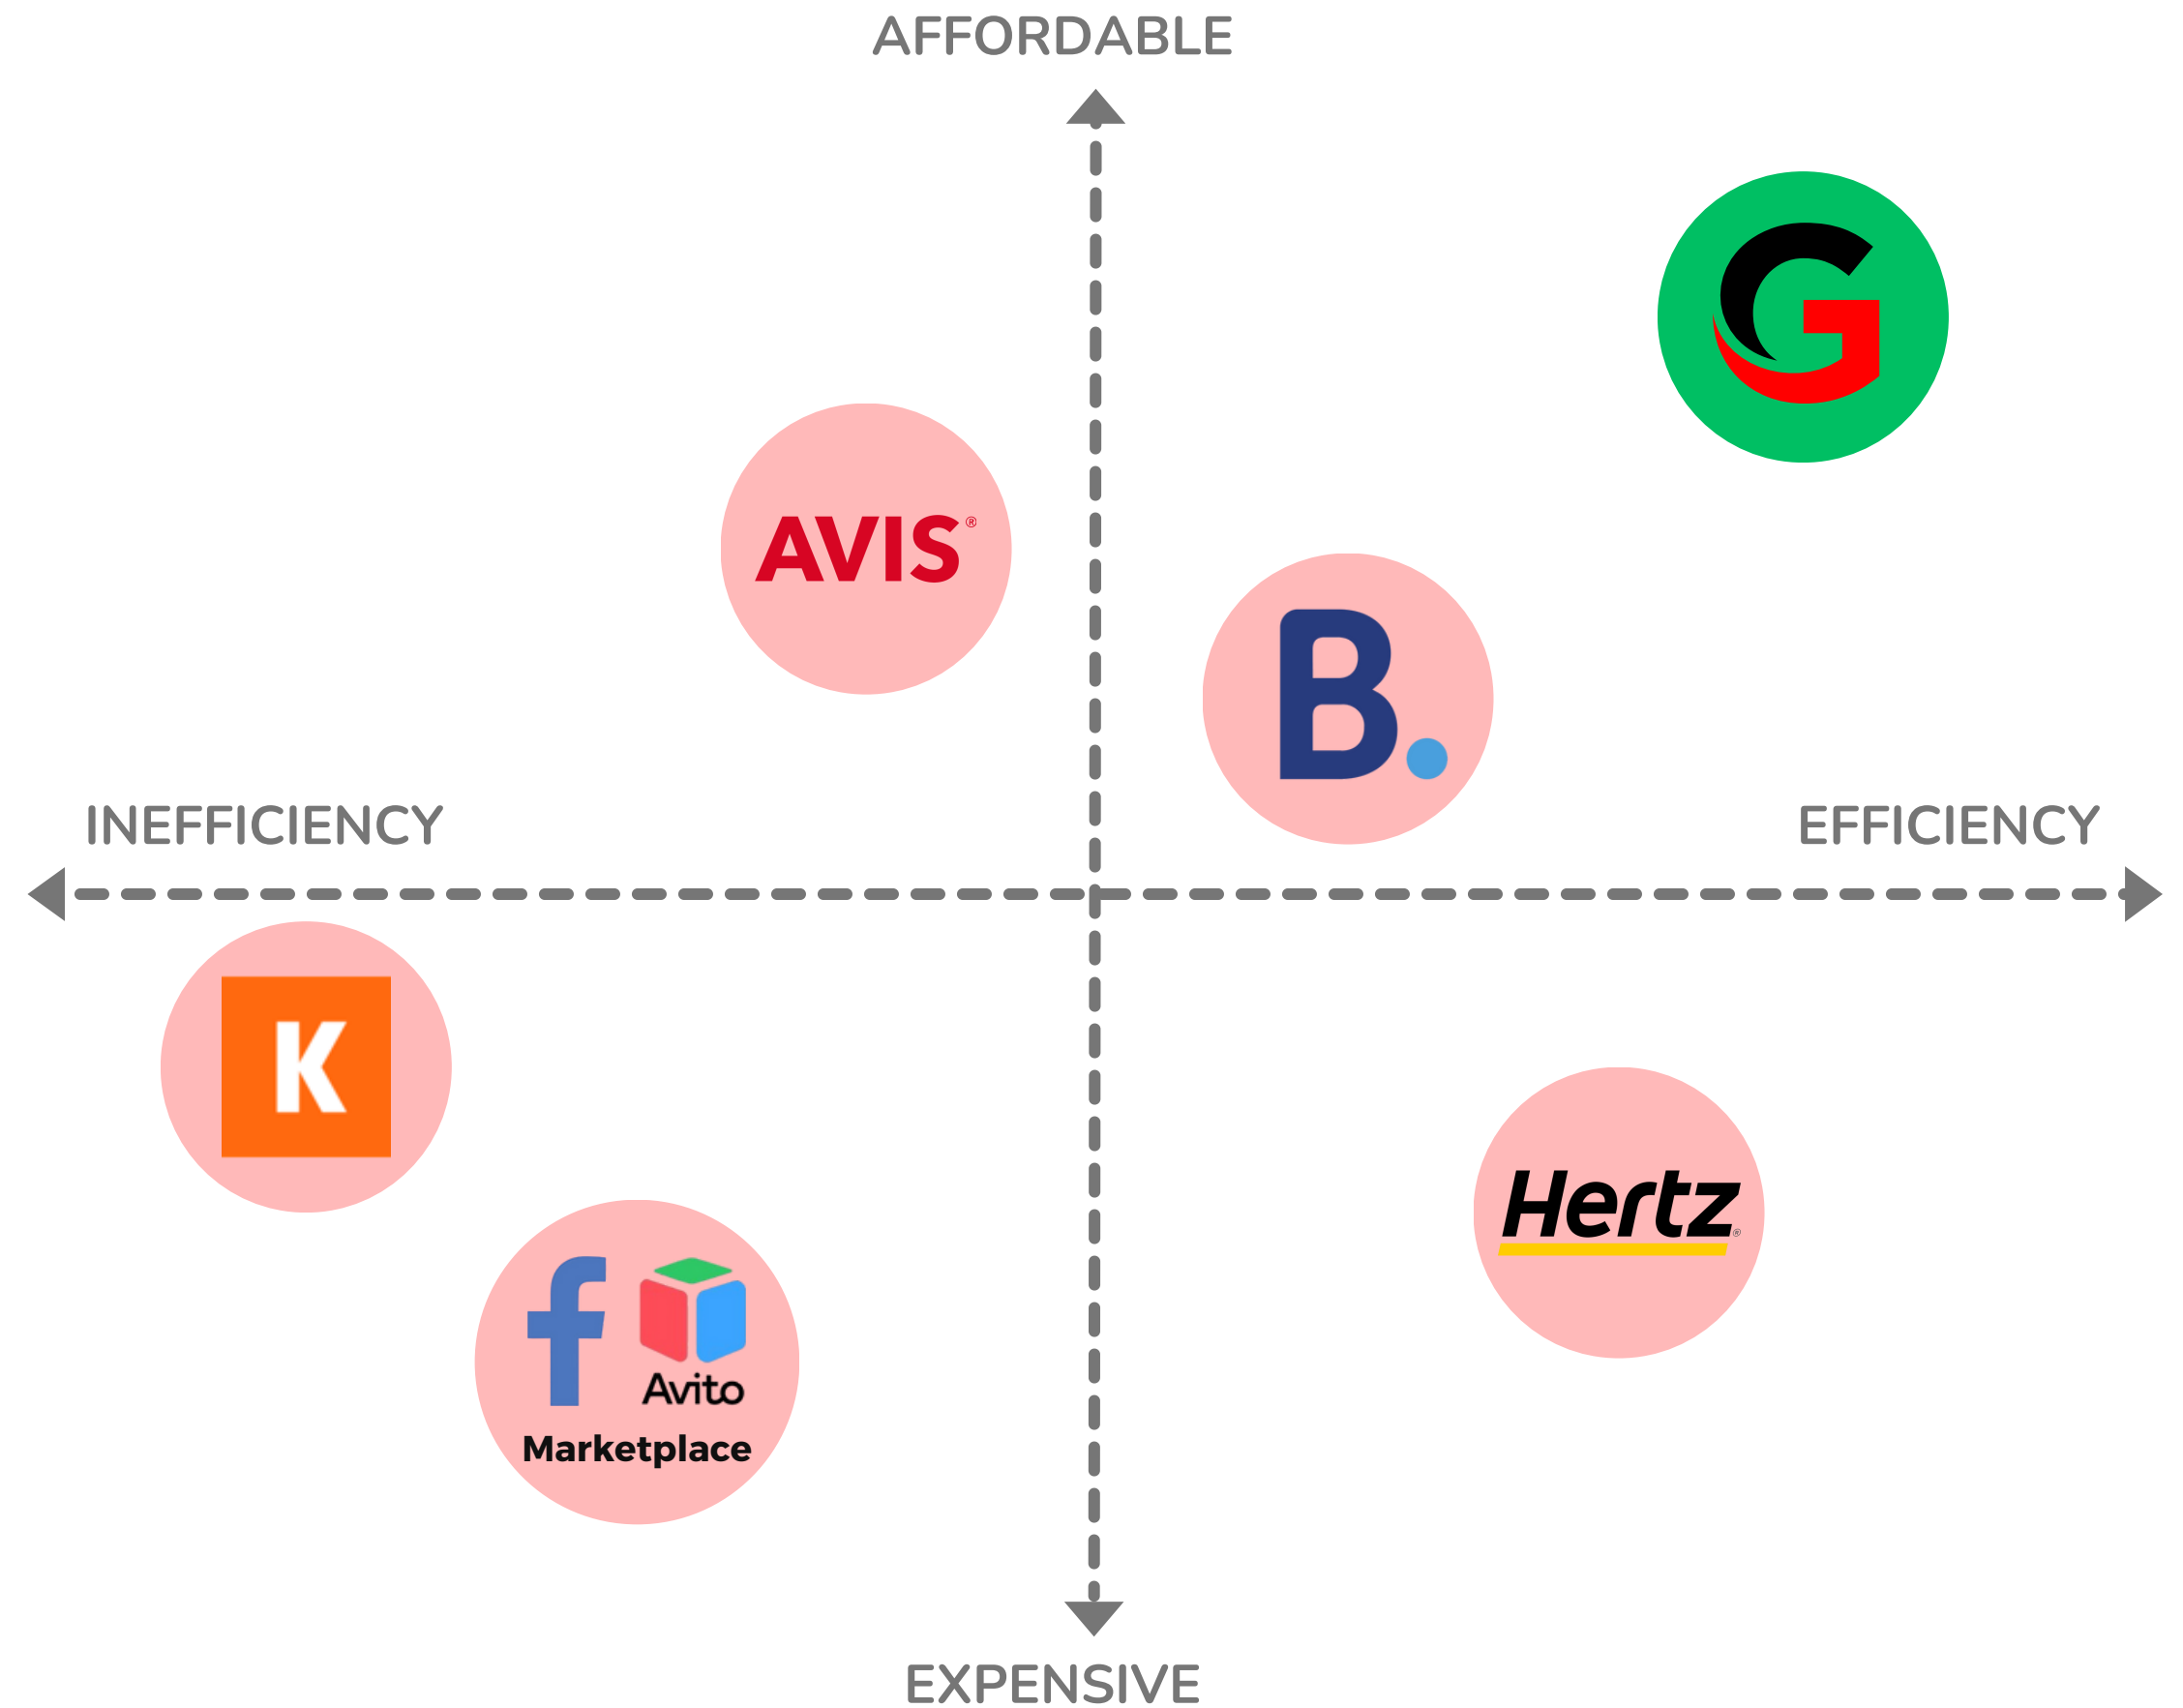 AFFORDABLE
G
AVIS®
B.
INEFFICIENCY
EFFICIENCY
K
Hertz®
f
Avito
Marketplace
EXPENSIVE